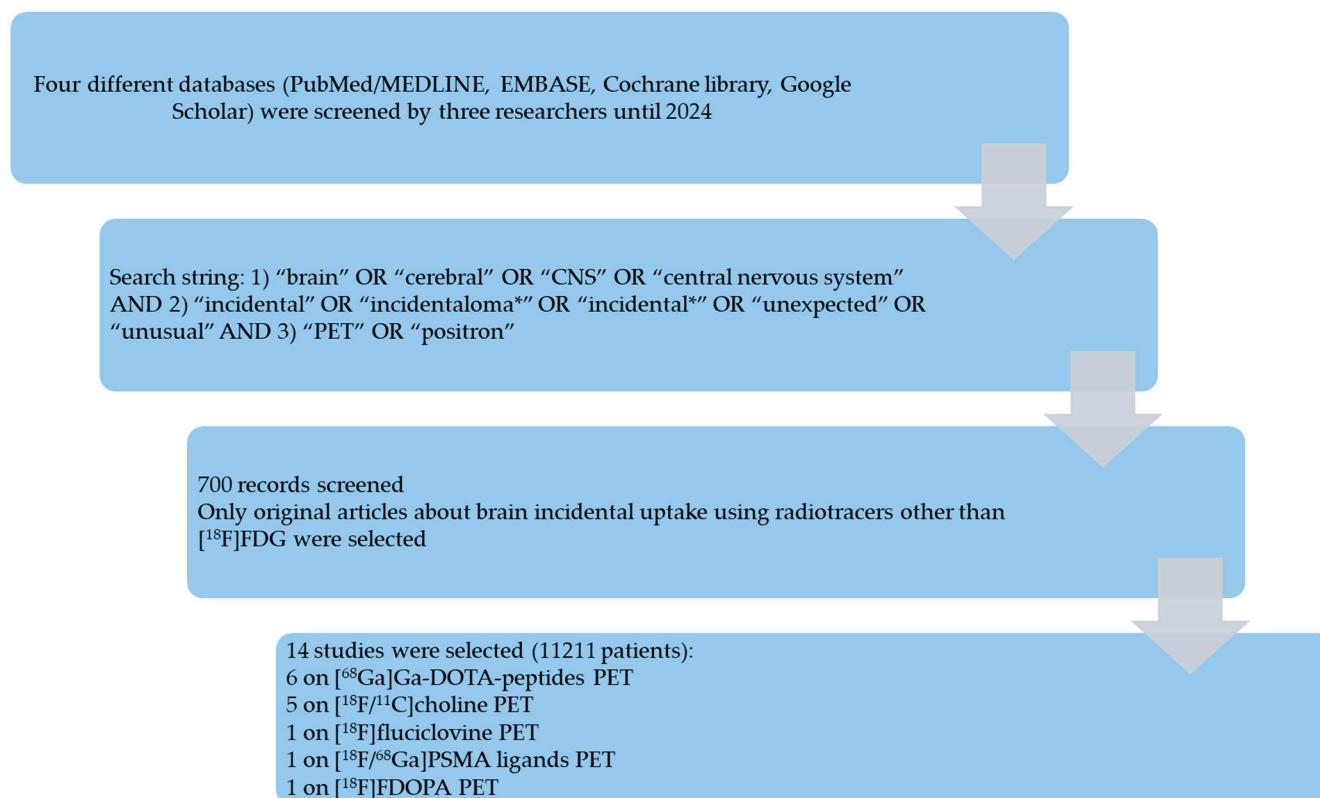 Four different databases (PubMed/MEDLINE, EMBASE, Cochrane library, Google
Scholar) were screened by three researchers until 2024
Search string: 1) “brain” OR “cerebral” OR “CNS” OR “central nervous system”
AND 2) “incidental” OR “incidentaloma*” OR “incidental*” OR “unexpected” OR
“unusual” AND 3) “PET” OR “positron”
700 records screened
Only original articles about brain incidental uptake using radiotracers other than
[¹⁸F]FDG were selected
14 studies were selected (11211 patients):
6 on [⁶⁸Ga]Ga-DOTA-peptides PET
5 on [¹⁸F/¹¹C]choline PET
1 on [¹⁸F]fluciclovine PET
1 on [¹⁸F/⁶⁸Ga]PSMA ligands PET
1 on [¹⁸F]FDOPA PET